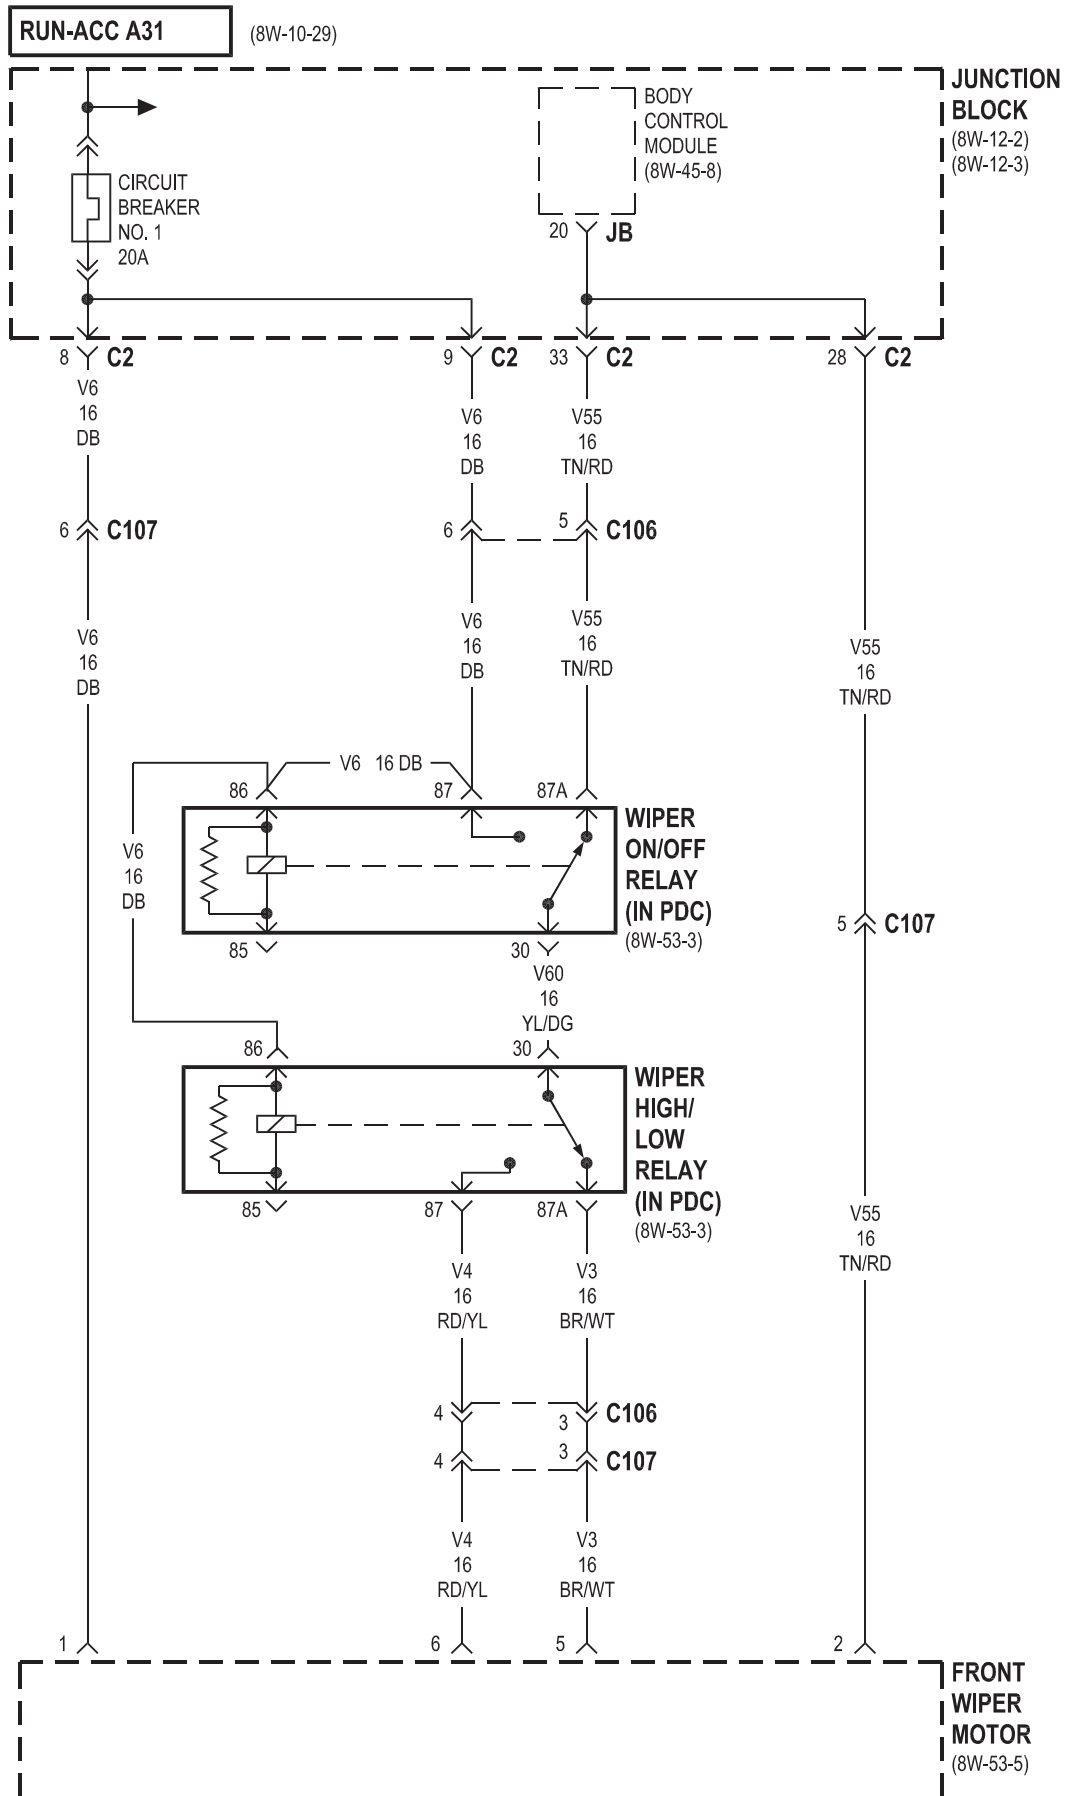 RUN-ACC A31
(8W-10-29)
JUNCTION
BLOCK
(8W-12-2)
(8W-12-3)
BODY
CONTROL
MODULE
(8W-45-8)
CIRCUIT
BREAKER
NO. 1
20A
20
JB
8
C2
9
C2
33
C2
28
C2
V6
16
DB
V6
16
DB
V55
16
TN/RD
6
C107
6
5
C106
V6
16
DB
V6
16
DB
V55
16
TN/RD
V55
16
TN/RD
V6 16 DB
86
87
87A
WIPER
ON/OFF
RELAY
(IN PDC)
(8W-53-3)
V6
16
DB
5
C107
85
30
V60
16
YL/DG
86
30
WIPER
HIGH/
LOW
RELAY
(IN PDC)
(8W-53-3)
85
87
87A
V55
16
TN/RD
V4
16
RD/YL
V3
16
BR/WT
4
3
C106
4
3
C107
V4
16
RD/YL
V3
16
BR/WT
1
6
5
2
FRONT
WIPER
MOTOR
(8W-53-5)